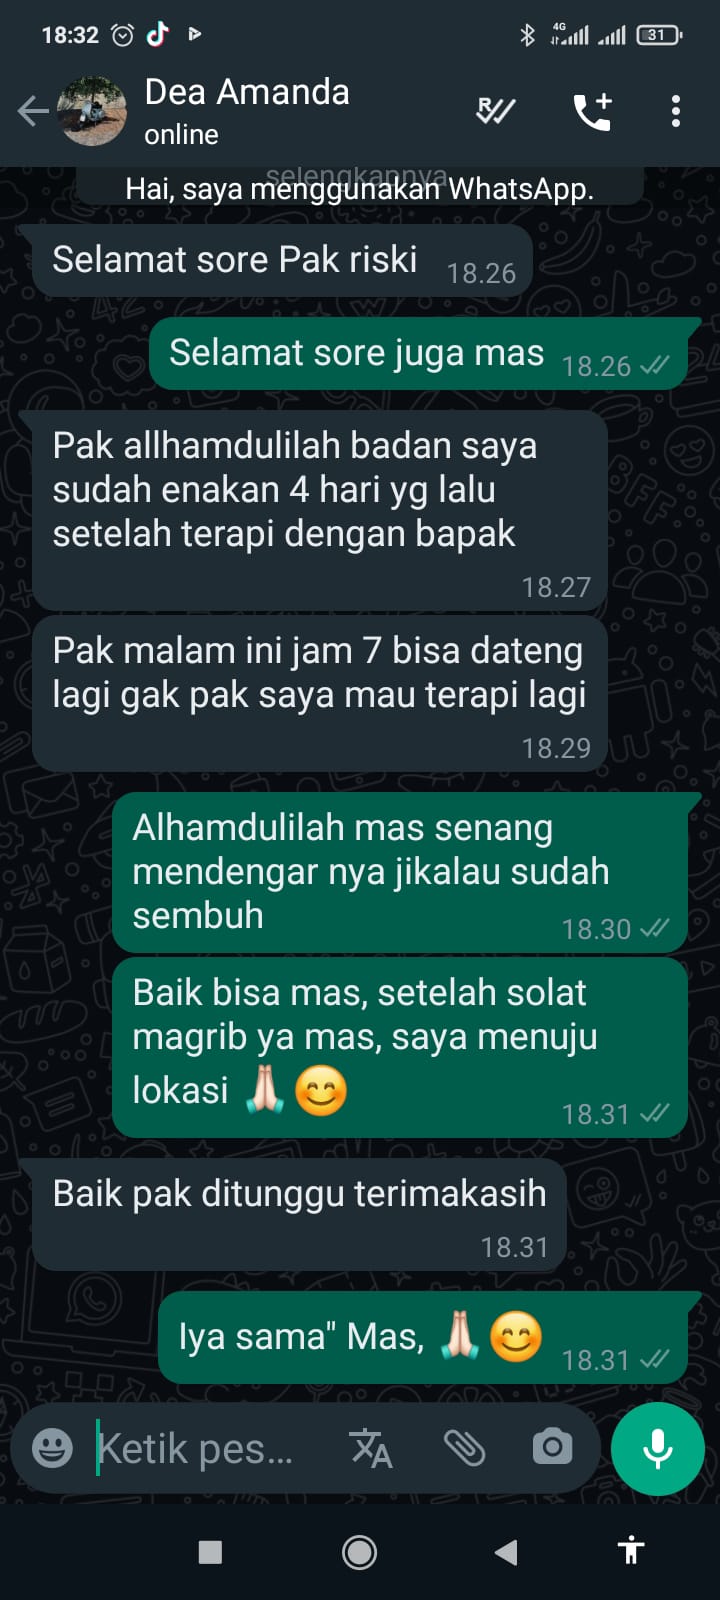 18:32
4G
31
Dea Amanda
online
selengkapnya
Hai, saya menggunakan WhatsApp.
Selamat sore Pak riski
18.26
Selamat sore juga mas
18.26
Pak allhamdulilah badan saya
sudah enakan 4 hari yg lalu
setelah terapi dengan bapak
18.27
Pak malam ini jam 7 bisa dateng
lagi gak pak saya mau terapi lagi
18.29
Alhamdulilah mas senang
mendengar nya jikalau sudah
sembuh
18.30
Baik bisa mas, setelah solat
magrib ya mas, saya menuju
lokasi 🙏🏻😊
18.31
Baik pak ditunggu terimakasih
18.31
Iya sama" Mas, 🙏🏻😊
18.31
Ketik pes...